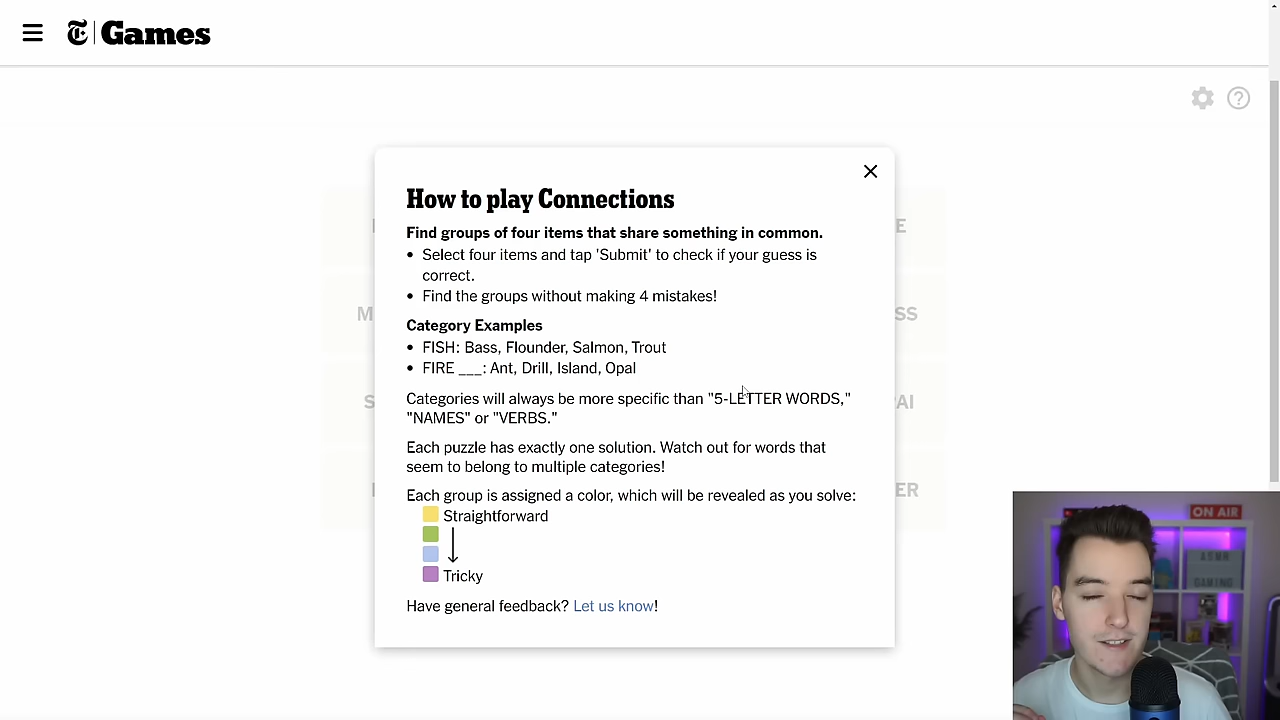 Games
How to play Connections
Find groups of four items that share something in common.
• Select four items and tap 'Submit' to check if your guess is
correct.
• Find the groups without making 4 mistakes!
Category Examples
• FISH: Bass, Flounder, Salmon, Trout
• FIRE ___: Ant, Drill, Island, Opal
Categories will always be more specific than "5-LETTER WORDS,"
"NAMES" or "VERBS."
Each puzzle has exactly one solution. Watch out for words that
seem to belong to multiple categories!
Each group is assigned a color, which will be revealed as you solve:
Straightforward
Tricky
Have general feedback? Let us know!
ON AIR
ASMR
GAMING